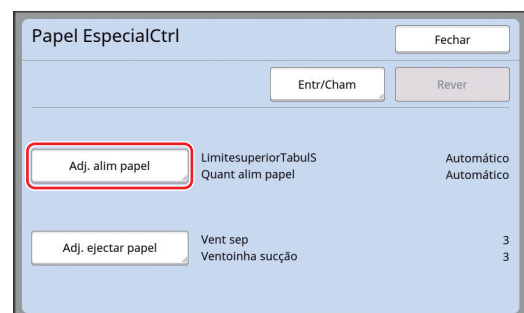 Papel EspecialCtrl
Fechar
Entr/Cham
Rever
Adj. alim papel
LimitesuperiorTabulS Automático
Quant alim papel Automático
Adj. ejectar papel
Vent sep 3
Ventoinha sucção 3